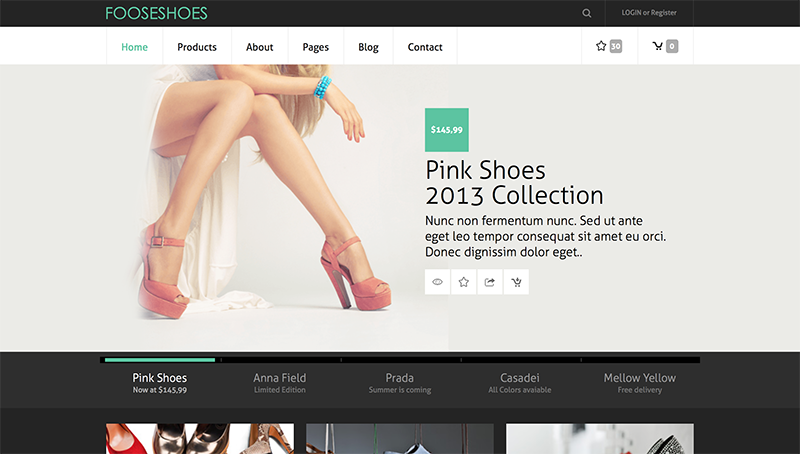 FOOSESHOES
LOGIN or Register
Home Products About Pages Blog Contact 30 0
$145,99
Pink Shoes
2013 Collection
Nunc non fermentum nunc. Sed ut ante
eget leo tempor consequat sit amet eu orci.
Donec dignissim dolor eget..
Pink Shoes
Now at $145,99
Anna Field
Limited Edition
Prada
Summer is coming
Casadei
All Colors avaiable
Mellow Yellow
Free delivery